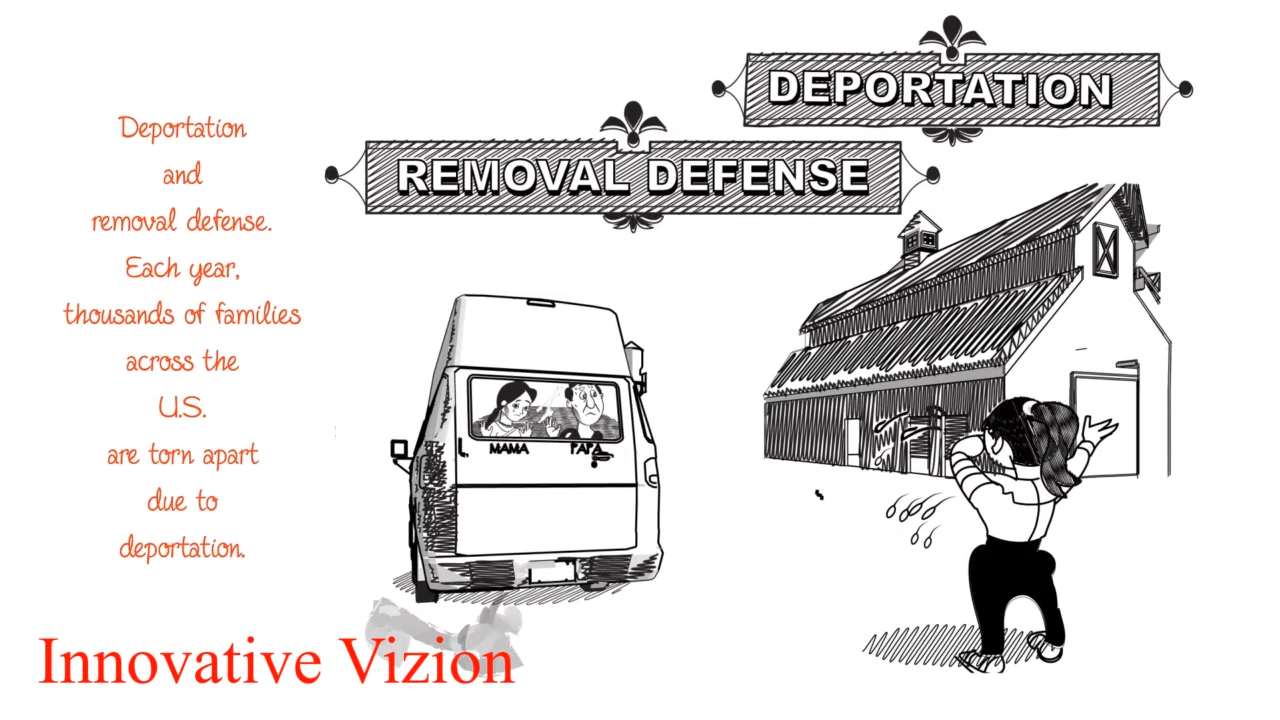 DEPORTATION
REMOVAL DEFENSE
Deportation
and
removal defense.
Each year,
thousands of families
across the
U.S.
are torn apart
due to
deportation.
MAMA PAPA
Innovative Vizion